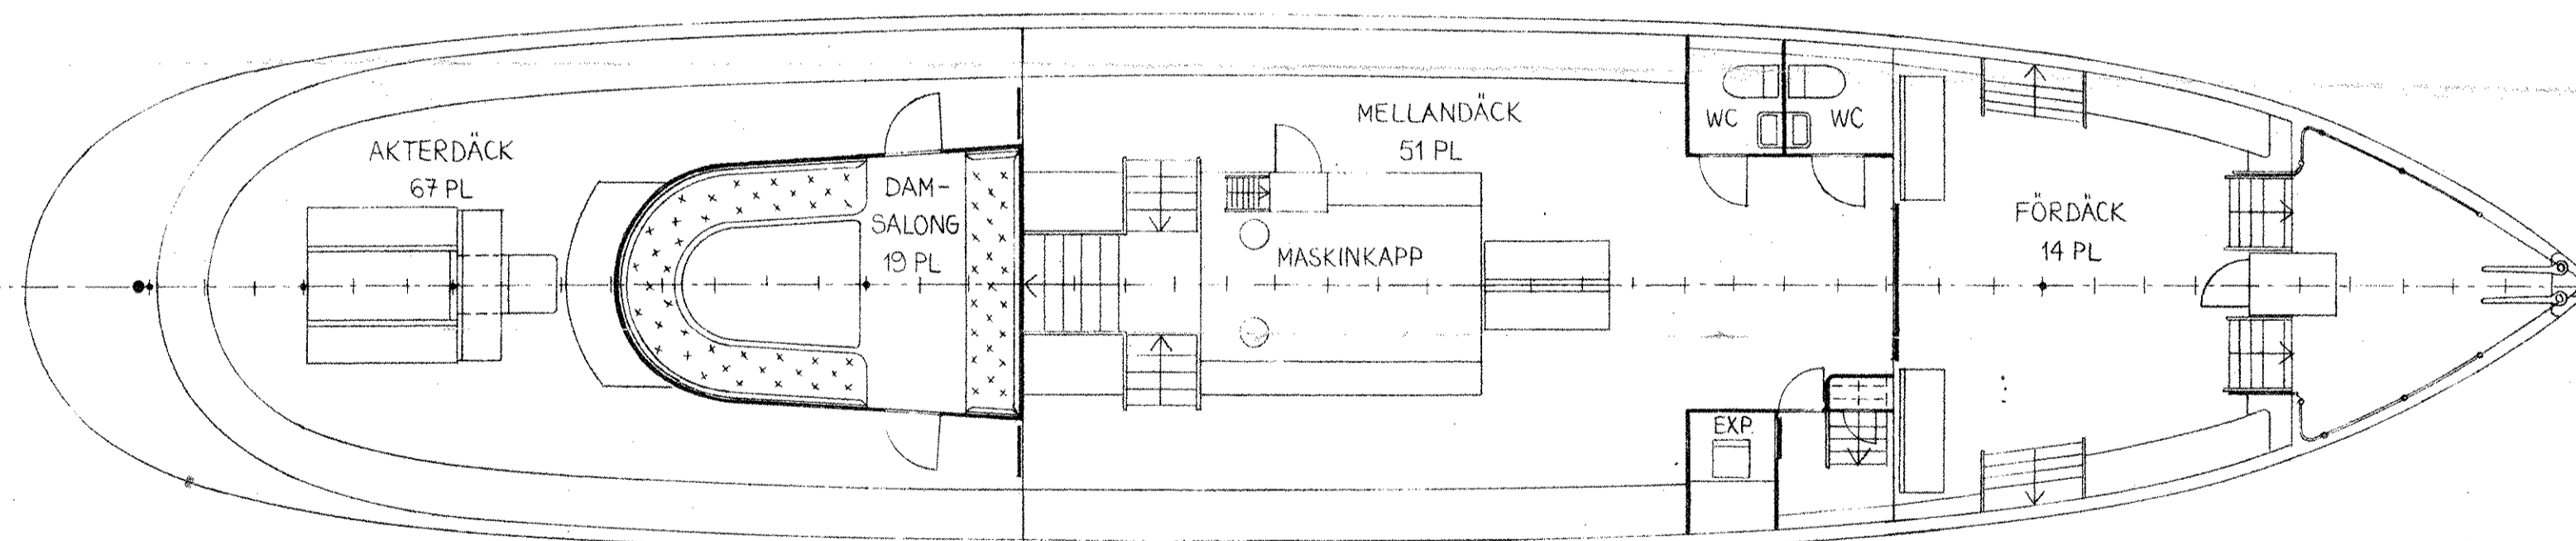 AKTERDÄCK
67 PL
DAM-
SALONG
19 PL
MELLANDÄCK
51 PL
MASKINKAPP
WC
WC
EXP.
FÖRDÄCK
14 PL